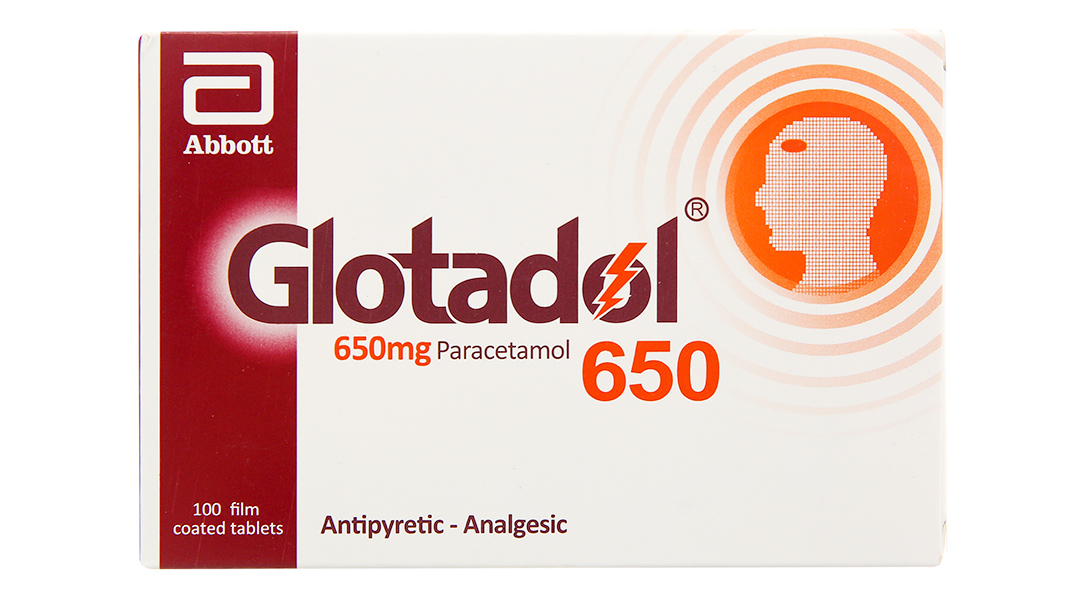 Abbott
Glotadol®
650mg Paracetamol
650
100 film
coated tablets
Antipyretic - Analgesic